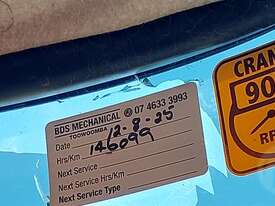 BDS MECHANICAL 07 4633 3993
TOOWOOMBA
Date 12-8-25
Hrs/Km 146099
Next Service
Next Service Hrs/Km
Next Service Type
CRAN
90